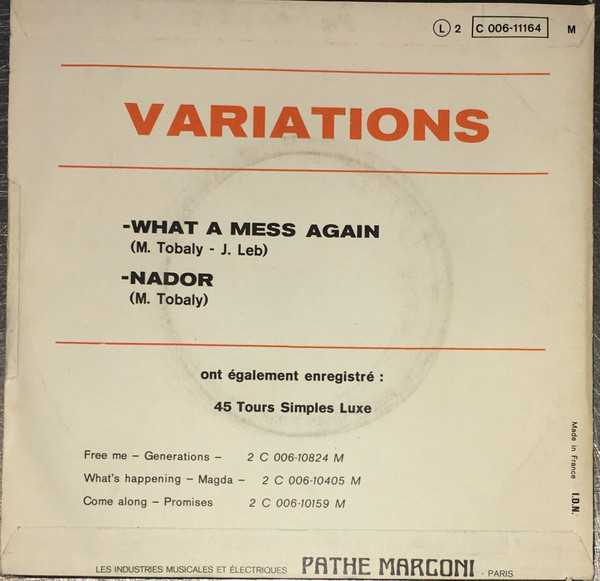 L 2 C 006-11164 M
VARIATIONS
-WHAT A MESS AGAIN
(M. Tobaly - J. Leb)
-NADOR
(M. Tobaly)
ont également enregistré :
45 Tours Simples Luxe
Free me – Generations – 2 C 006-10824 M
What's happening – Magda – 2 C 006-10405 M
Come along – Promises 2 C 006-10159 M
Made in France I.D.N.
LES INDUSTRIES MUSICALES ET ÉLECTRIQUES PATHE MARCONI - PARIS